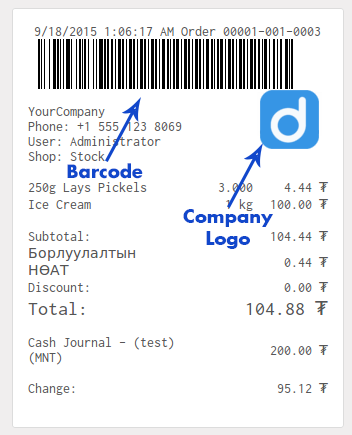 9/18/2015 1:06:17 AM Order 00001-001-0003
YourCompany
Phone: +1 555 123 8069
User: Administrator
Shop: Stock
Barcode
d
250g Lays Pickels 3.000 4.44 ₮
Ice Cream 1 kg 100.00 ₮
Company
Logo
Subtotal: 104.44 ₮
Борлуулалтын
НӨАТ 0.44 ₮
Discount: 0.00 ₮
Total: 104.88 ₮
Cash Journal - (test)
(MNT) 200.00 ₮
Change: 95.12 ₮